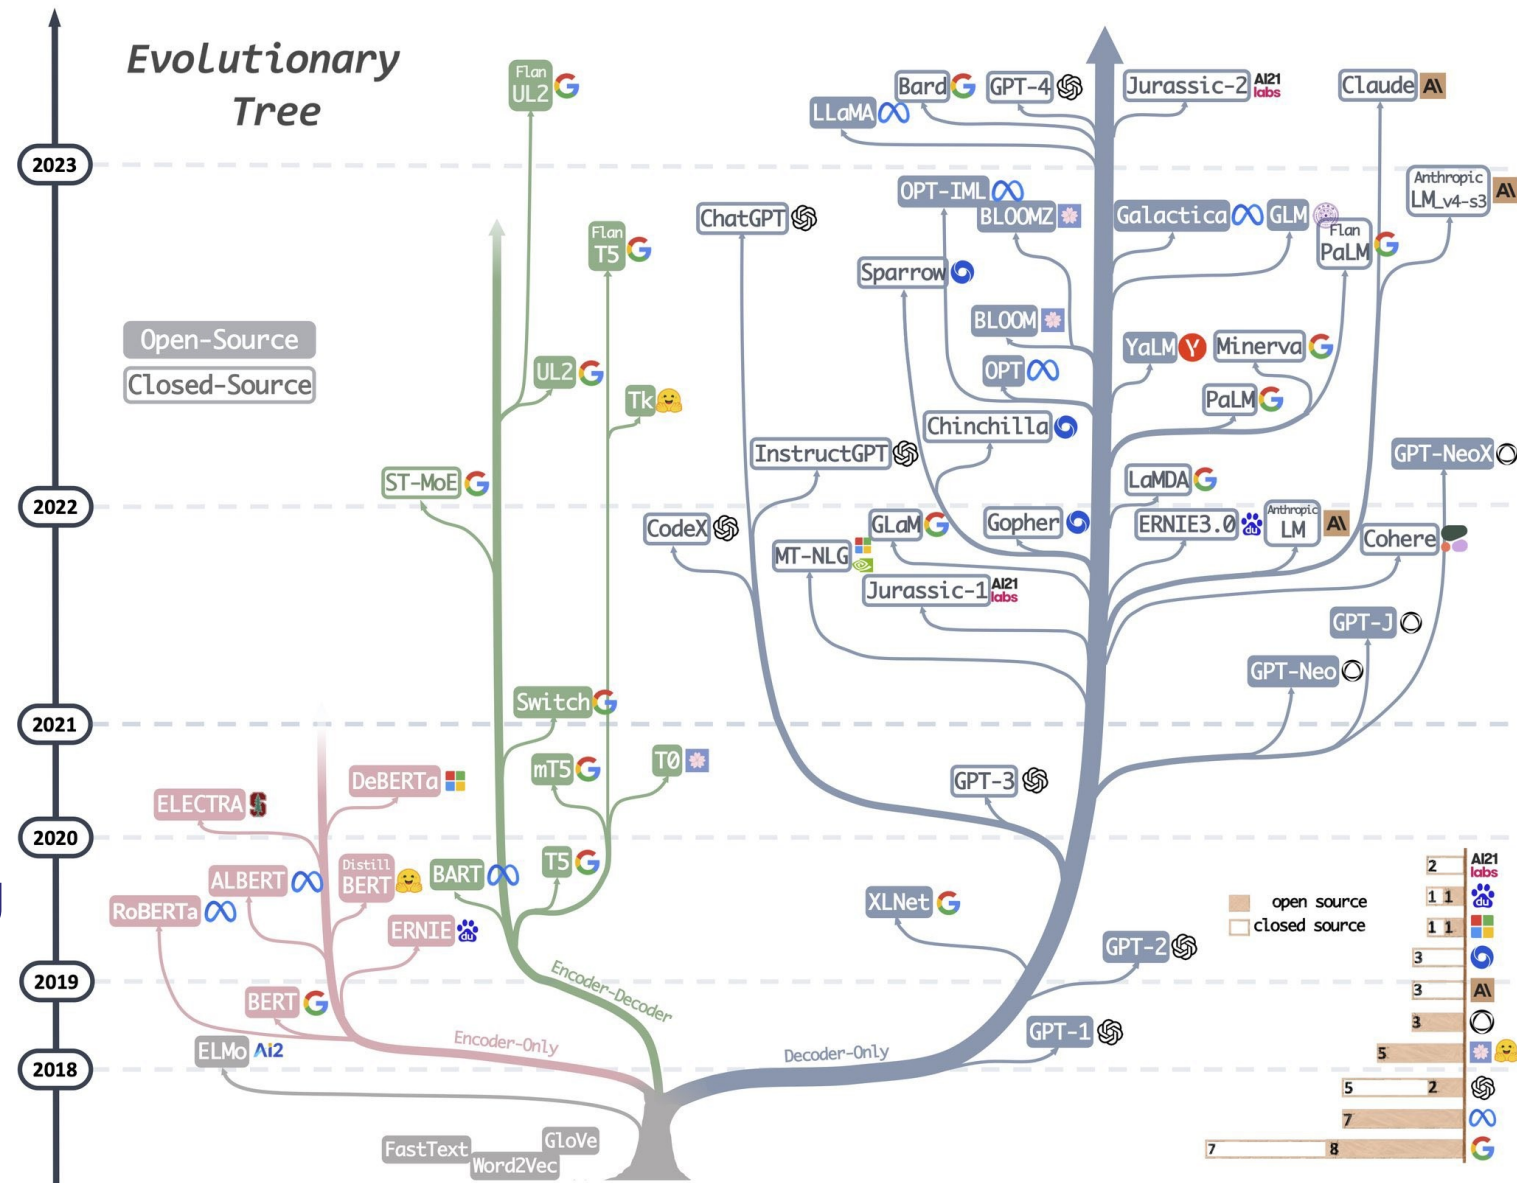 Evolutionary
Tree
2023
2022
2021
2020
2019
2018
Open-Source
Closed-Source
Flan
UL2
Flan
T5
UL2
Tk
ST-MoE
Switch
mT5
T0
BART
T5
Encoder-Decoder
DeBERTa
ELECTRA
Distill
BERT
ALBERT
RoBERTa
ERNIE
du
BERT
Encoder-Only
ELMo Ai2
FastText
Word2Vec
GloVe
Decoder-Only
Bard
GPT-4
Jurassic-2 AI21
labs
Claude A\
LLaMA
Anthropic
LM_v4-s3 A\
OPT-IML
BLOOMZ
ChatGPT
Galactica
GLM
Flan
PaLM
Sparrow
BLOOM
YaLM
Minerva
OPT
PaLM
Chinchilla
InstructGPT
GPT-NeoX
LaMDA
CodeX
GLaM
Gopher
ERNIE3.0 du
Anthropic
LM A\
Cohere
MT-NLG
Jurassic-1 AI21
labs
GPT-J
GPT-Neo
GPT-3
XLNet
GPT-2
GPT-1
open source
closed source
2 AI21
labs
1 1 du
1 1
3
3 A\
3
5
5 2
7
7 8